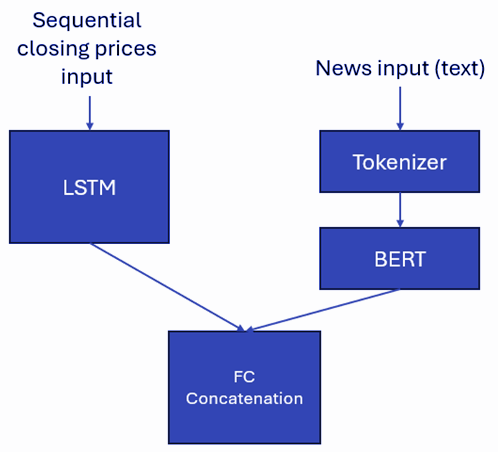 Sequential
closing prices
input
News input (text)
LSTM
Tokenizer
BERT
FC
Concatenation